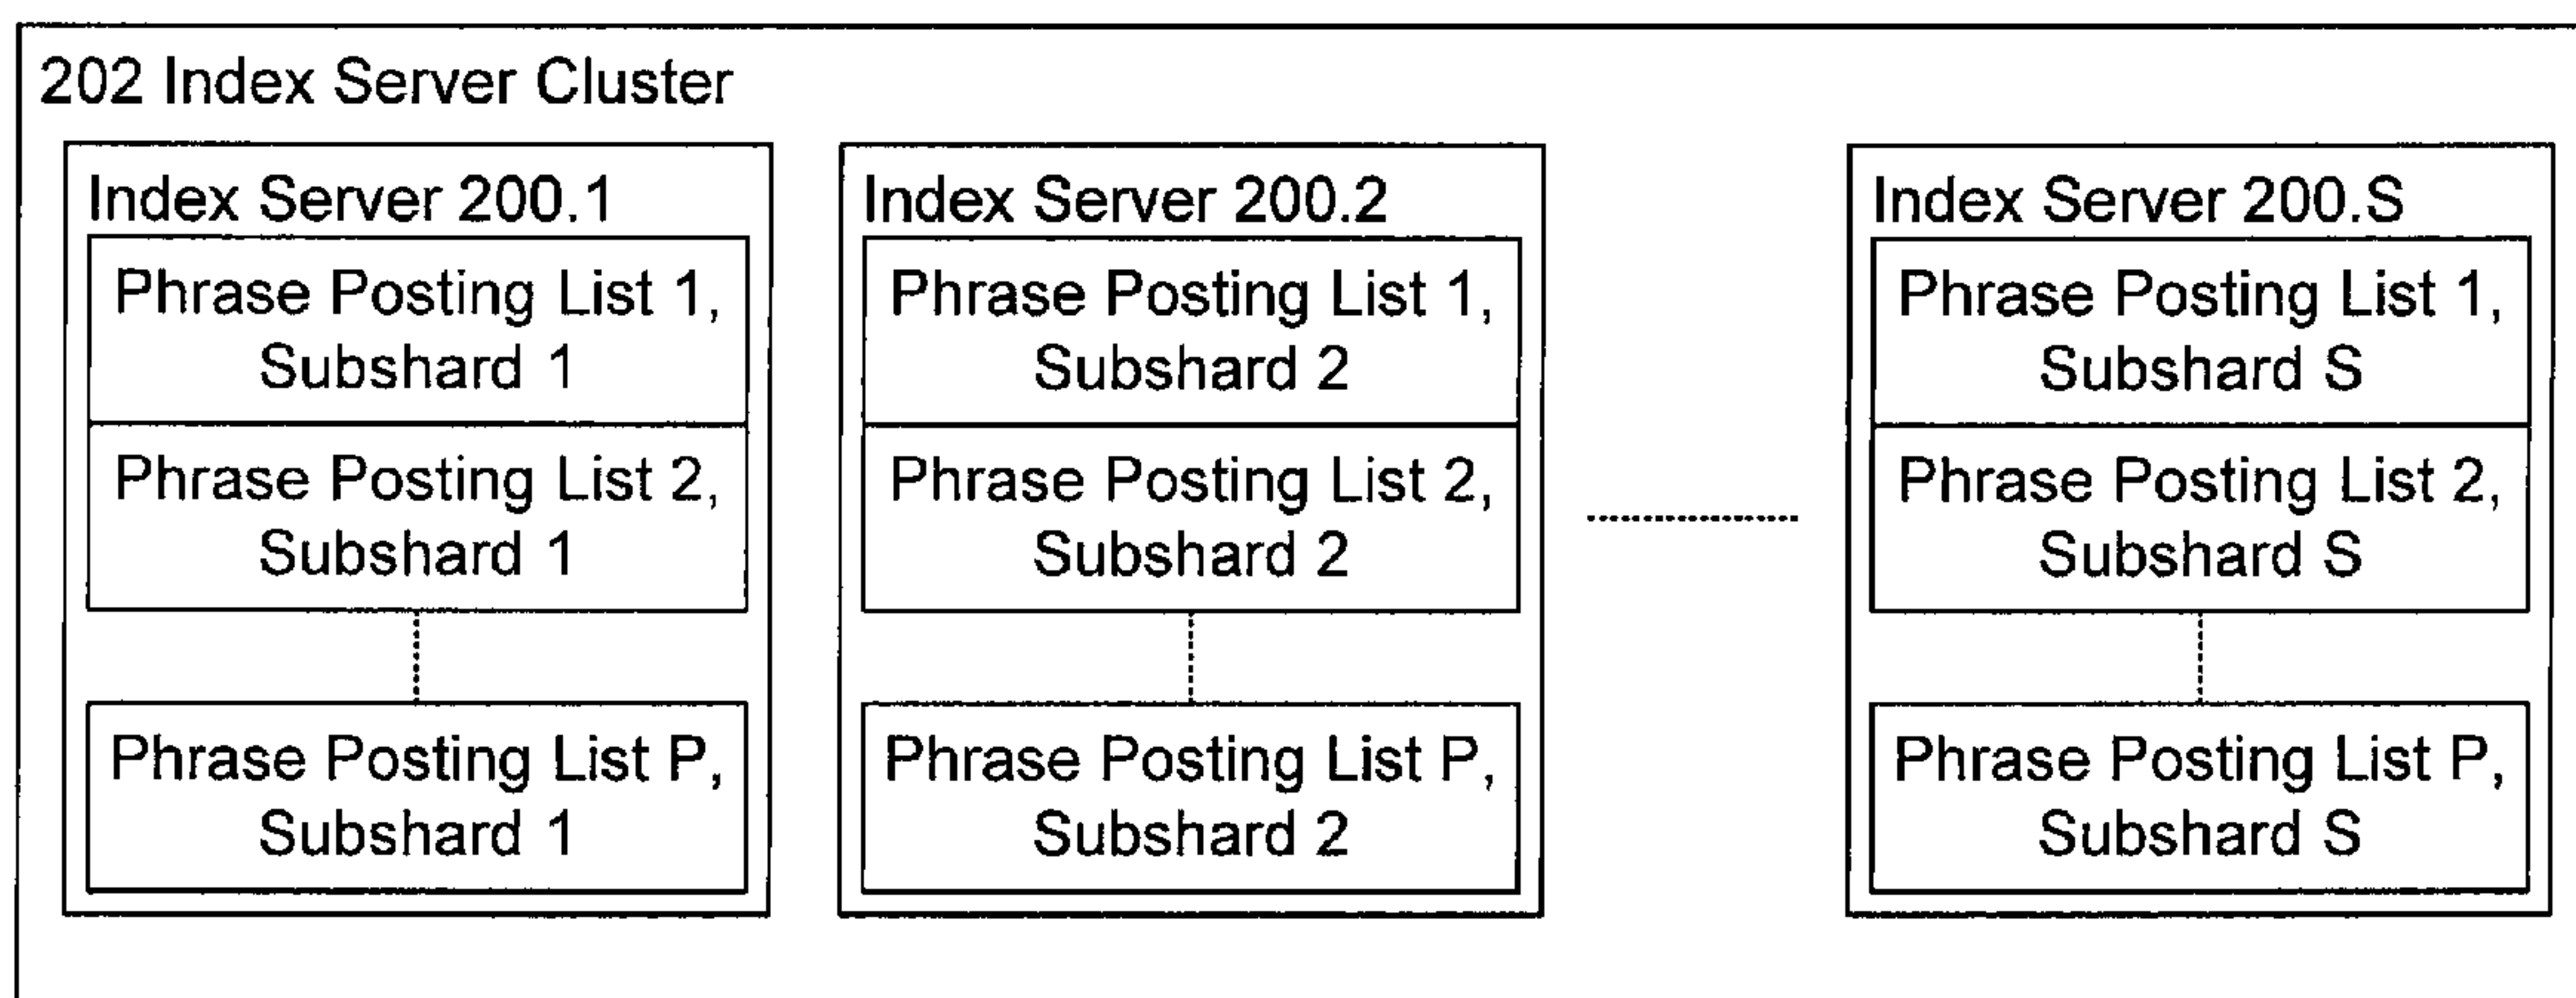 202 Index Server Cluster
Index Server 200.1
Phrase Posting List 1,
Subshard 1
Phrase Posting List 2,
Subshard 1
Phrase Posting List P,
Subshard 1
Index Server 200.2
Phrase Posting List 1,
Subshard 2
Phrase Posting List 2,
Subshard 2
Phrase Posting List P,
Subshard 2
Index Server 200.S
Phrase Posting List 1,
Subshard S
Phrase Posting List 2,
Subshard S
Phrase Posting List P,
Subshard S